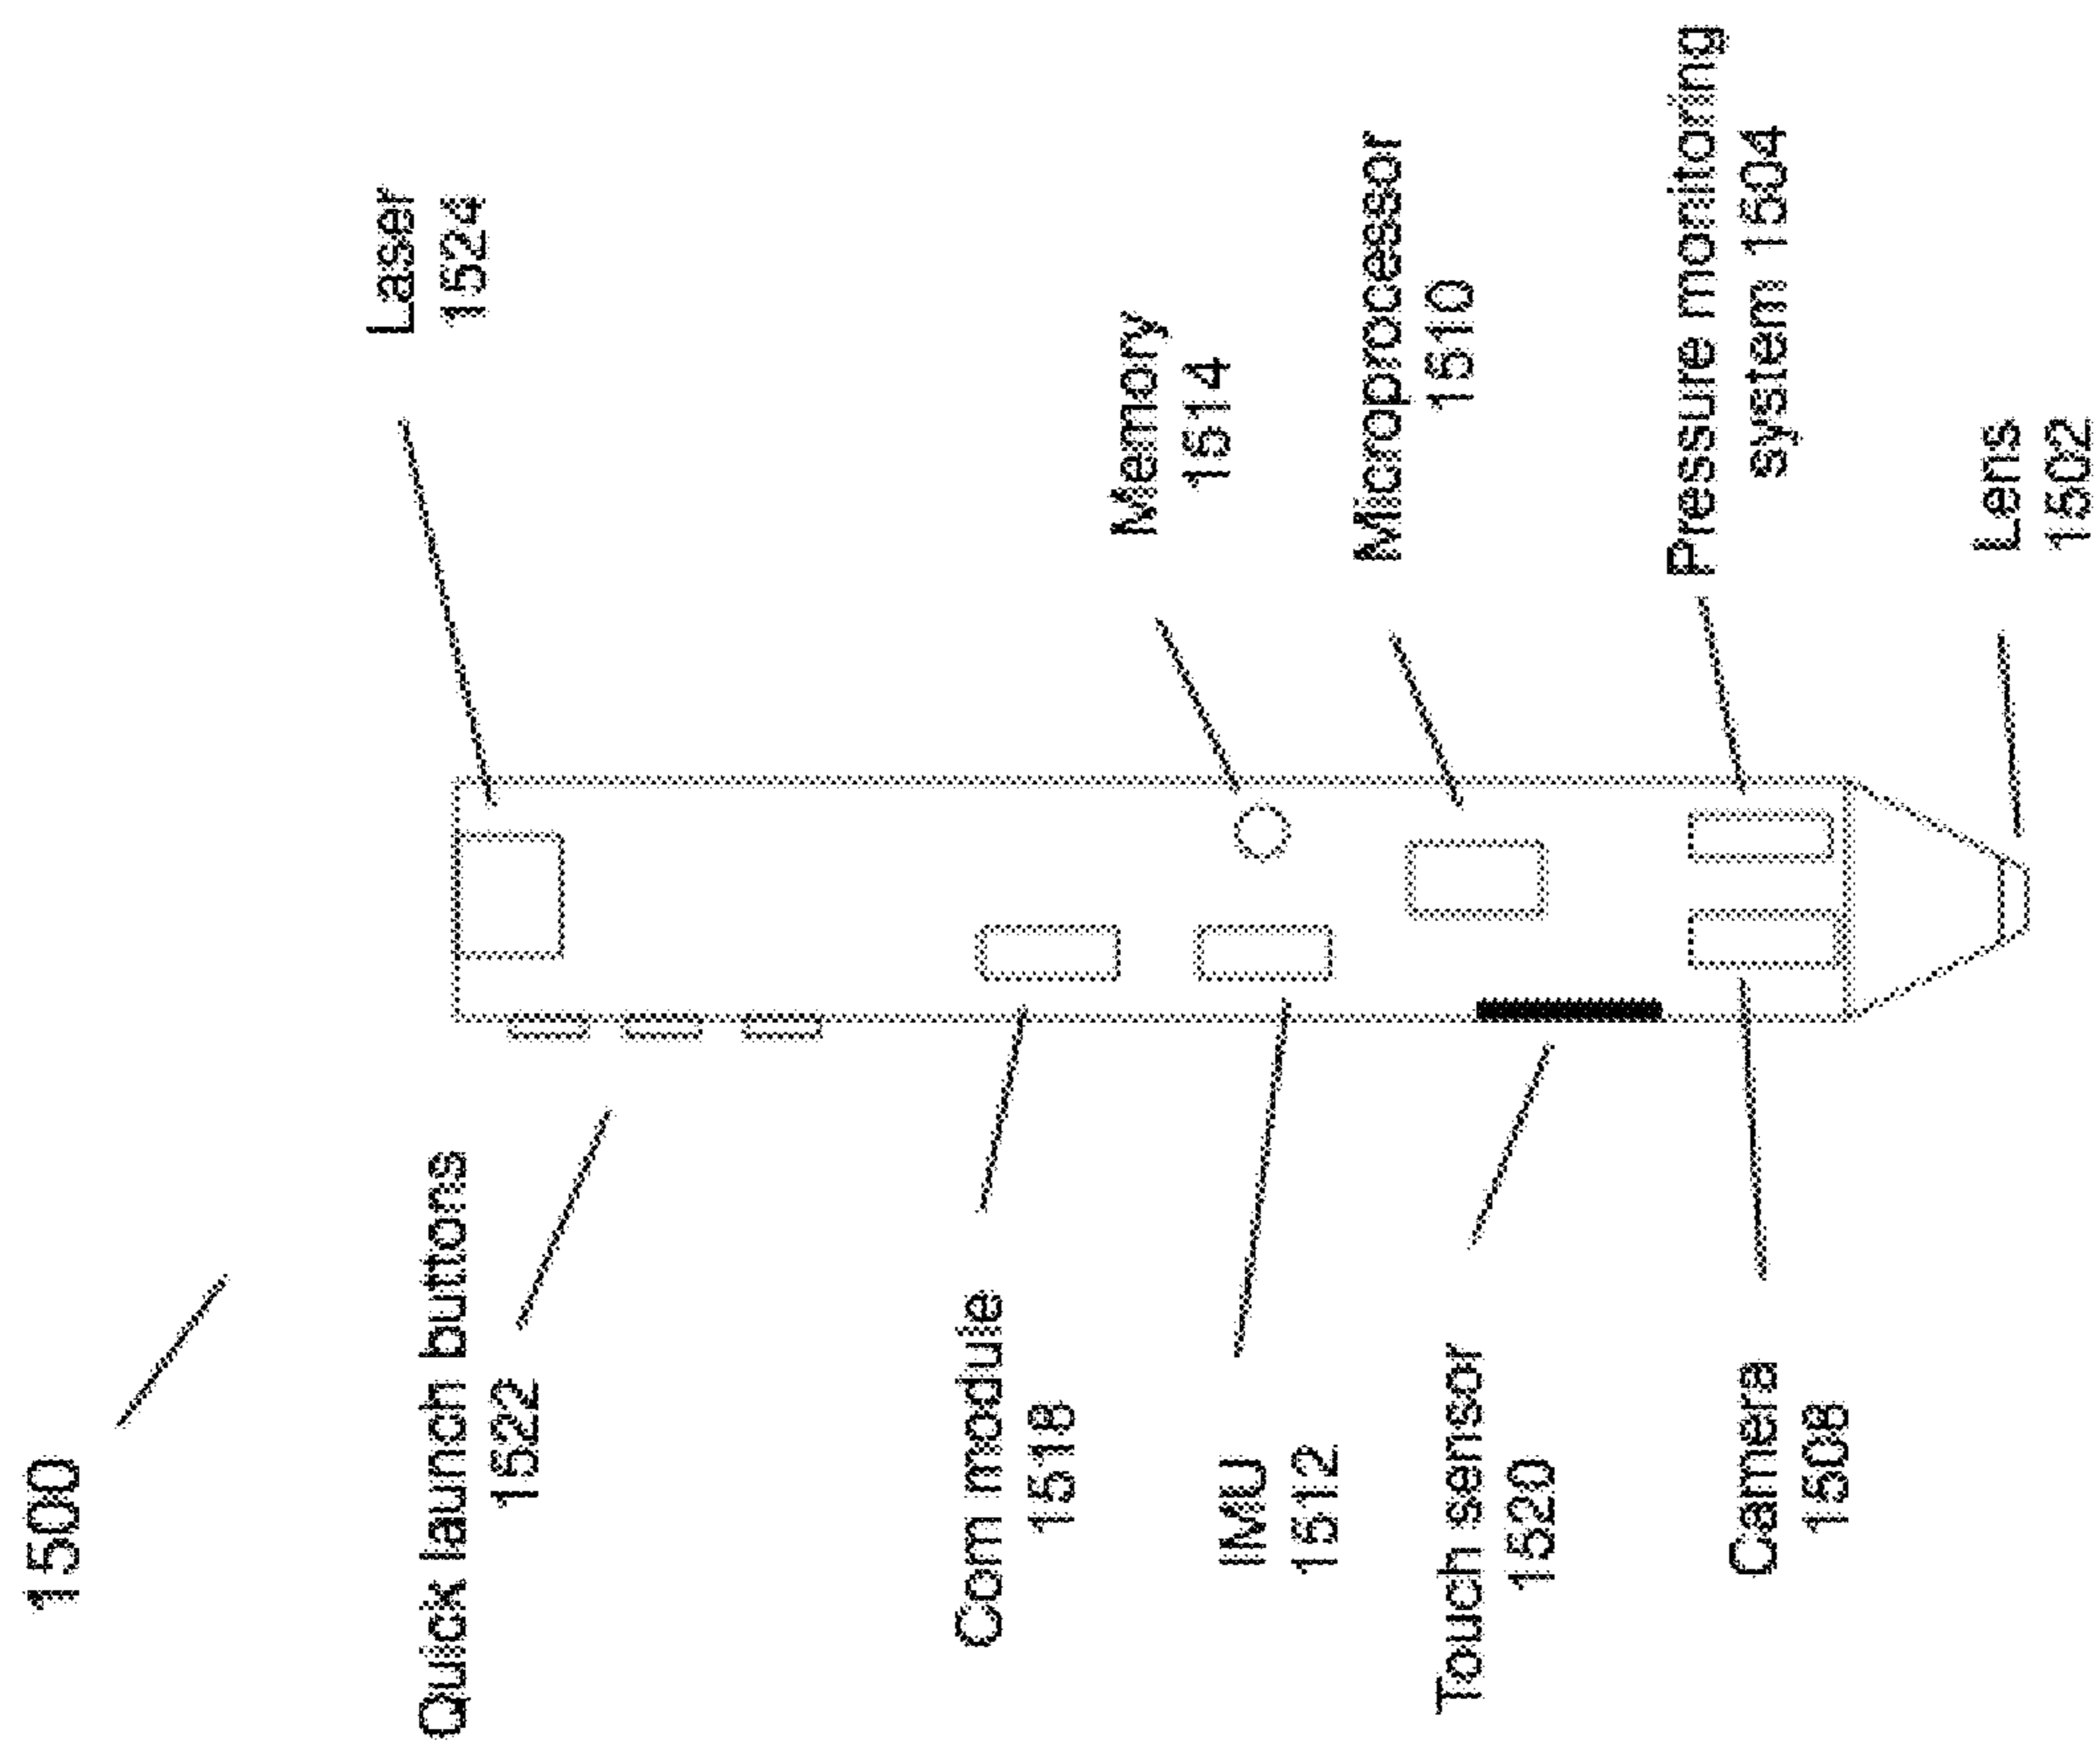 1500
Quick launch buttons
1522
Laser
1524
Com module
1518
Memory
1514
IMU
1512
Microprocessor
1510
Touch sensor
1520
Pressure monitoring
system 1504
Camera
1508
Lens
1502